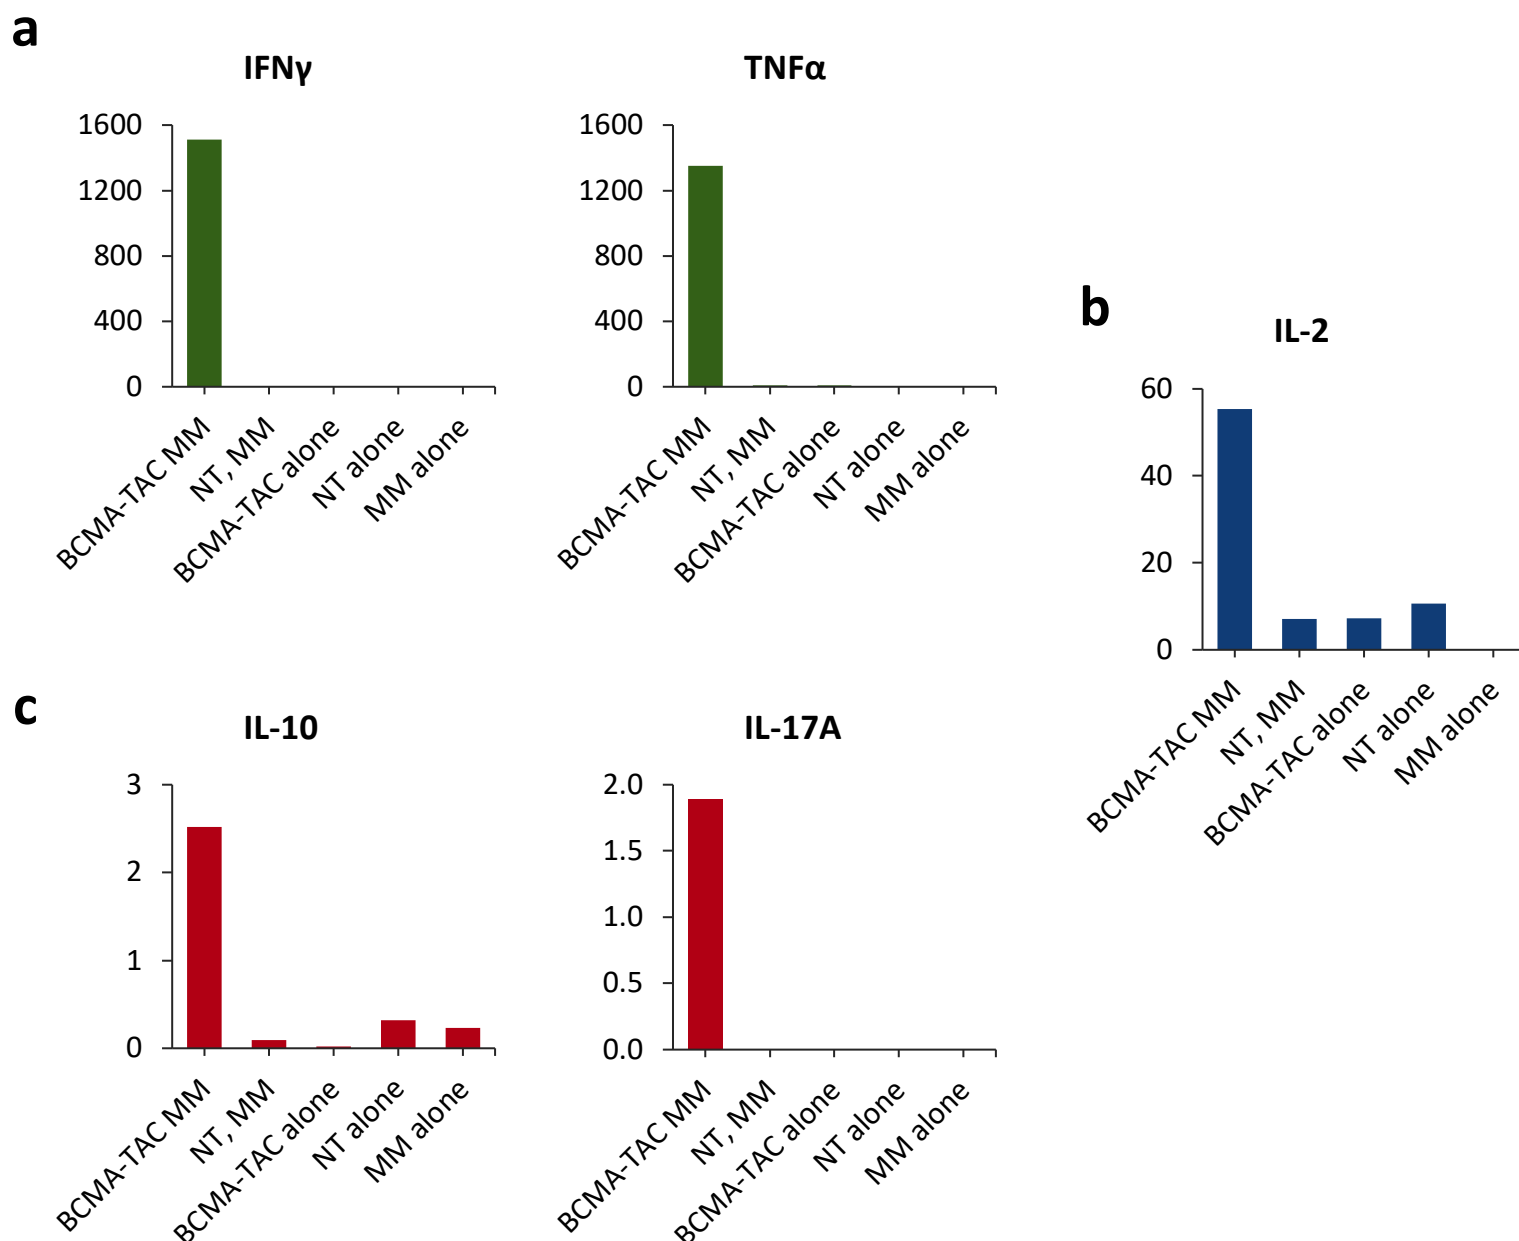 a
IFNγ
1600
1200
800
400
0
BCMA-TAC MM
NT, MM
BCMA-TAC alone
NT alone
MM alone
TNFα
1600
1200
800
400
0
BCMA-TAC MM
NT, MM
BCMA-TAC alone
NT alone
MM alone
b
IL-2
60
40
20
0
BCMA-TAC MM
NT, MM
BCMA-TAC alone
NT alone
MM alone
c
IL-10
3
2
1
0
BCMA-TAC MM
NT, MM
BCMA-TAC alone
NT alone
MM alone
IL-17A
2.0
1.5
1.0
0.5
0.0
BCMA-TAC MM
NT, MM
BCMA-TAC alone
NT alone
MM alone